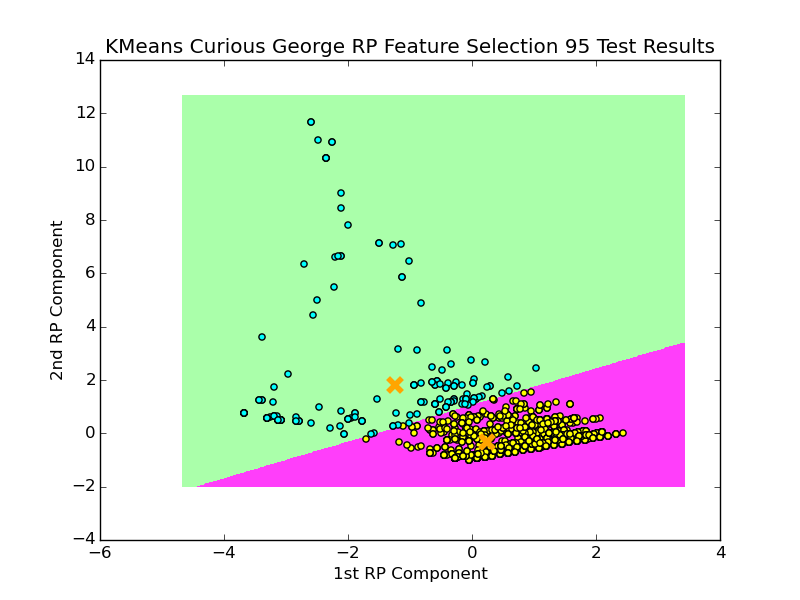 KMeans Curious George RP Feature Selection 95 Test Results
14
12
10
8
6
4
2
0
−2
−4
2nd RP Component
−6 −4 −2 0 2 4
1st RP Component